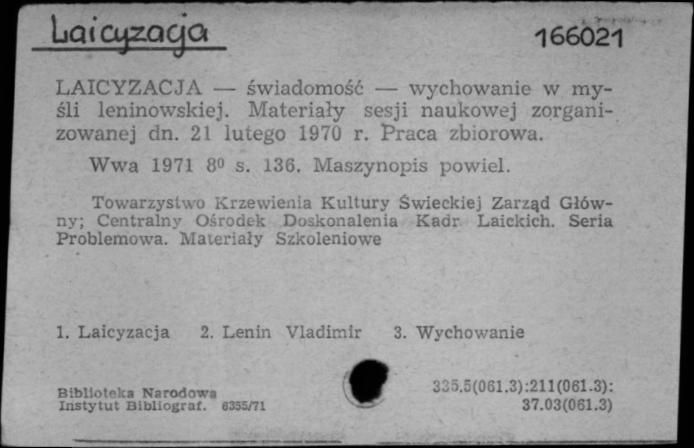 Laicyzacja
166021
LAICYZACJA — świadomość — wychowanie w my-
śli leninowskiej. Materiały sesji naukowej zorgani-
zowanej dn. 21 lutego 1970 r. Praca zbiorowa.
Wwa 1971 8⁰ s. 136. Maszynopis powiel.
Towarzystwo Krzewienia Kultury Świeckiej Zarząd Głów-
ny; Centralny Ośrodek Doskonalenia Kadr Laickich. Seria
Problemowa. Materiały Szkoleniowe
1. Laicyzacja 2. Lenin Vladimir 3. Wychowanie
Biblioteka Narodowa 335.5(061.3):211(061.3):
Instytut Bibliograf. 6355/71 37.03(061.3)